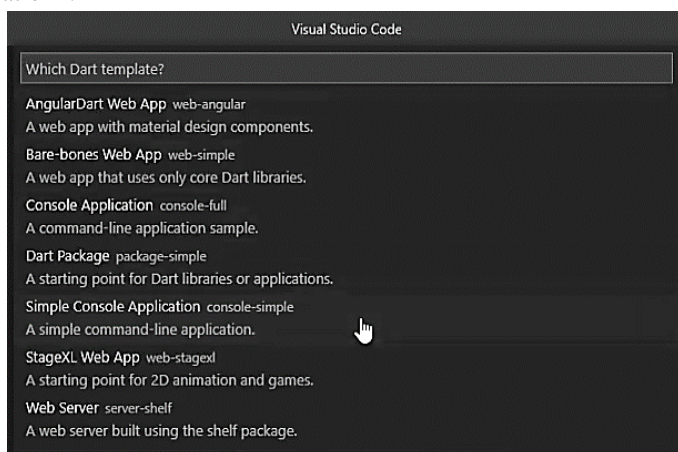 Visual Studio Code
Which Dart template?
AngularDart Web App web-angular
A web app with material design components.
Bare-bones Web App web-simple
A web app that uses only core Dart libraries.
Console Application console-full
A command-line application sample.
Dart Package package-simple
A starting point for Dart libraries or applications.
Simple Console Application console-simple
A simple command-line application.
StageXL Web App web-stagexl
A starting point for 2D animation and games.
Web Server server-shelf
A web server built using the shelf package.